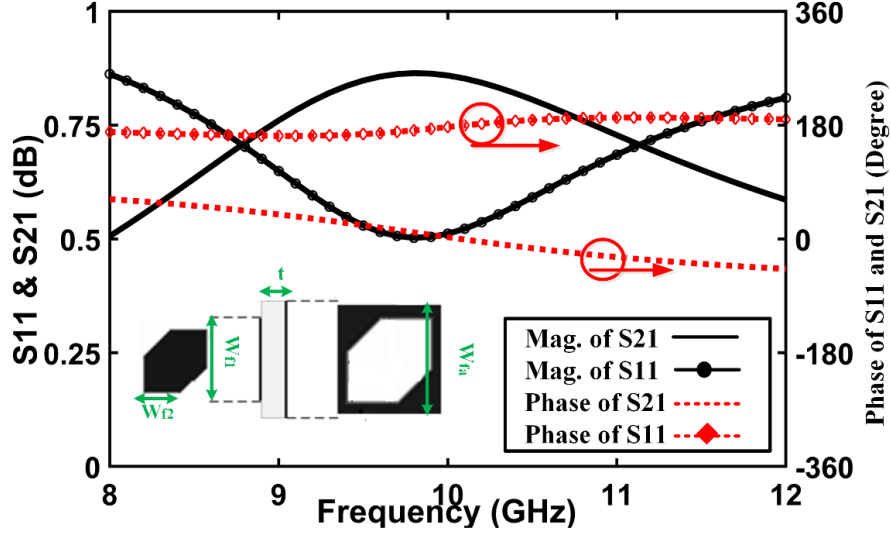 1
0.75
0.5
0.25
0
S11 & S21 (dB)
360
180
0
-180
-360
Phase of S11 and S21 (Degree)
t
Wf1
Wf2
Wfa
Mag. of S21
Mag. of S11
Phase of S21
Phase of S11
8
9
10
11
12
Frequency (GHz)